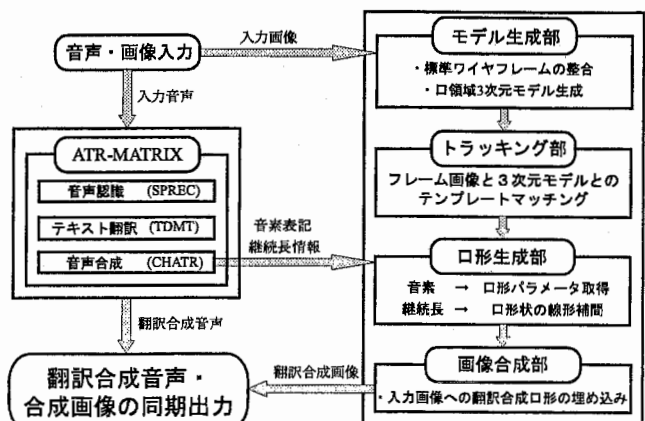 音声・画像入力
入力画像
入力音声
ATR-MATRIX
音声認識 (SPREC)
テキスト翻訳 (TDMT)
音声合成 (CHATR)
音素表記
継続長情報
翻訳合成音声
翻訳合成音声・
合成画像の同期出力
モデル生成部
・標準ワイヤフレームの整合
・口領域3次元モデル生成
トラッキング部
フレーム画像と3次元モデルとの
テンプレートマッチング
口形生成部
音素 → 口形パラメータ取得
継続長 → 口形状の線形補間
画像合成部
・入力画像への翻訳合成口形の埋め込み
翻訳合成画像